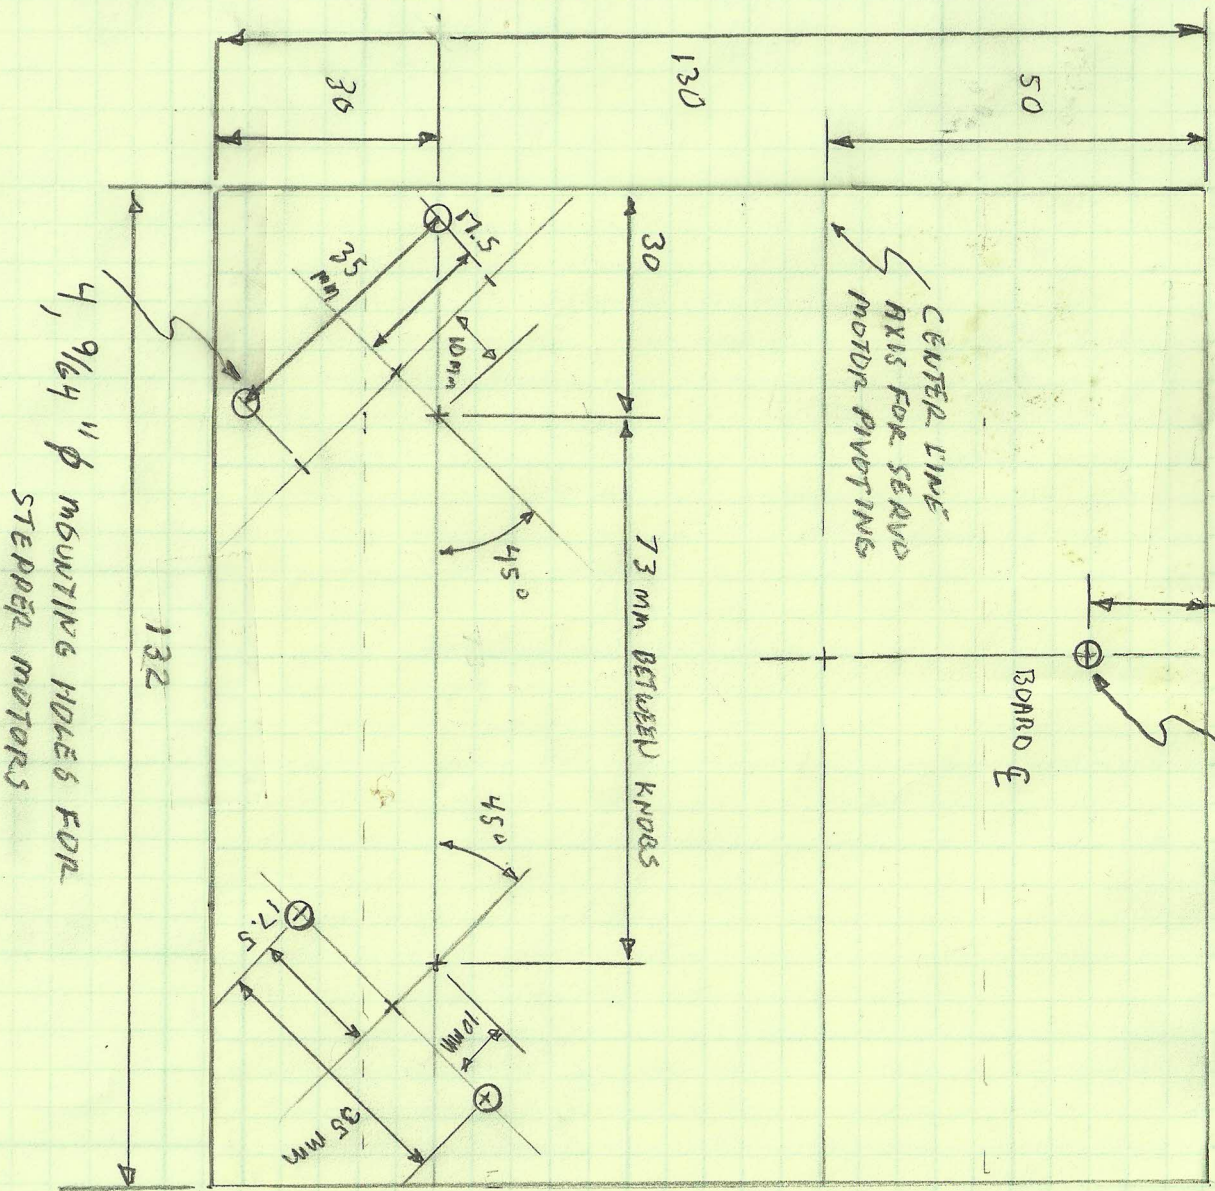 50
130
30
CENTER LINE
AXIS FOR SERVO
MOTOR PIVOTING
BOARD ℄
30
73 mm BETWEEN KNOBS
17.5
35
mm
10mm
45°
45°
17.5
10mm
35 mm
132
4, 9/64 " ϕ MOUNTING HOLES FOR
STEPPER MOTORS